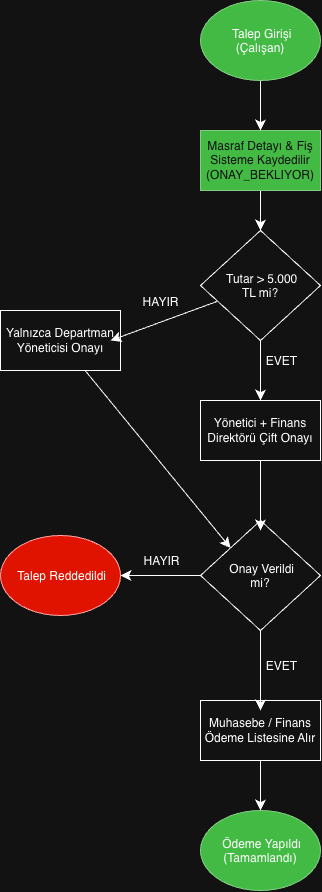 Talep Girişi
(Çalışan)
Masraf Detayı & Fiş
Sisteme Kaydedilir
(ONAY_BEKLIYOR)
Tutar > 5.000
TL mi?
HAYIR
Yalnızca Departman
Yöneticisi Onayı
EVET
Yönetici + Finans
Direktörü Çift Onayı
Onay Verildi
mi?
HAYIR
Talep Reddedildi
EVET
Muhasebe / Finans
Ödeme Listesine Alır
Ödeme Yapıldı
(Tamamlandı)